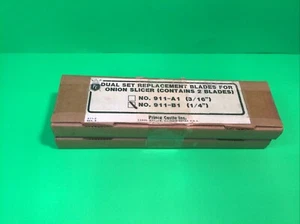 DUAL SET REPLACEMENT BLADES FOR
ONION SLICER (CONTAINS 2 BLADES)
NO. 911-A1 (3/16")
NO. 911-B1 (1/4")
Prince Castle Inc.